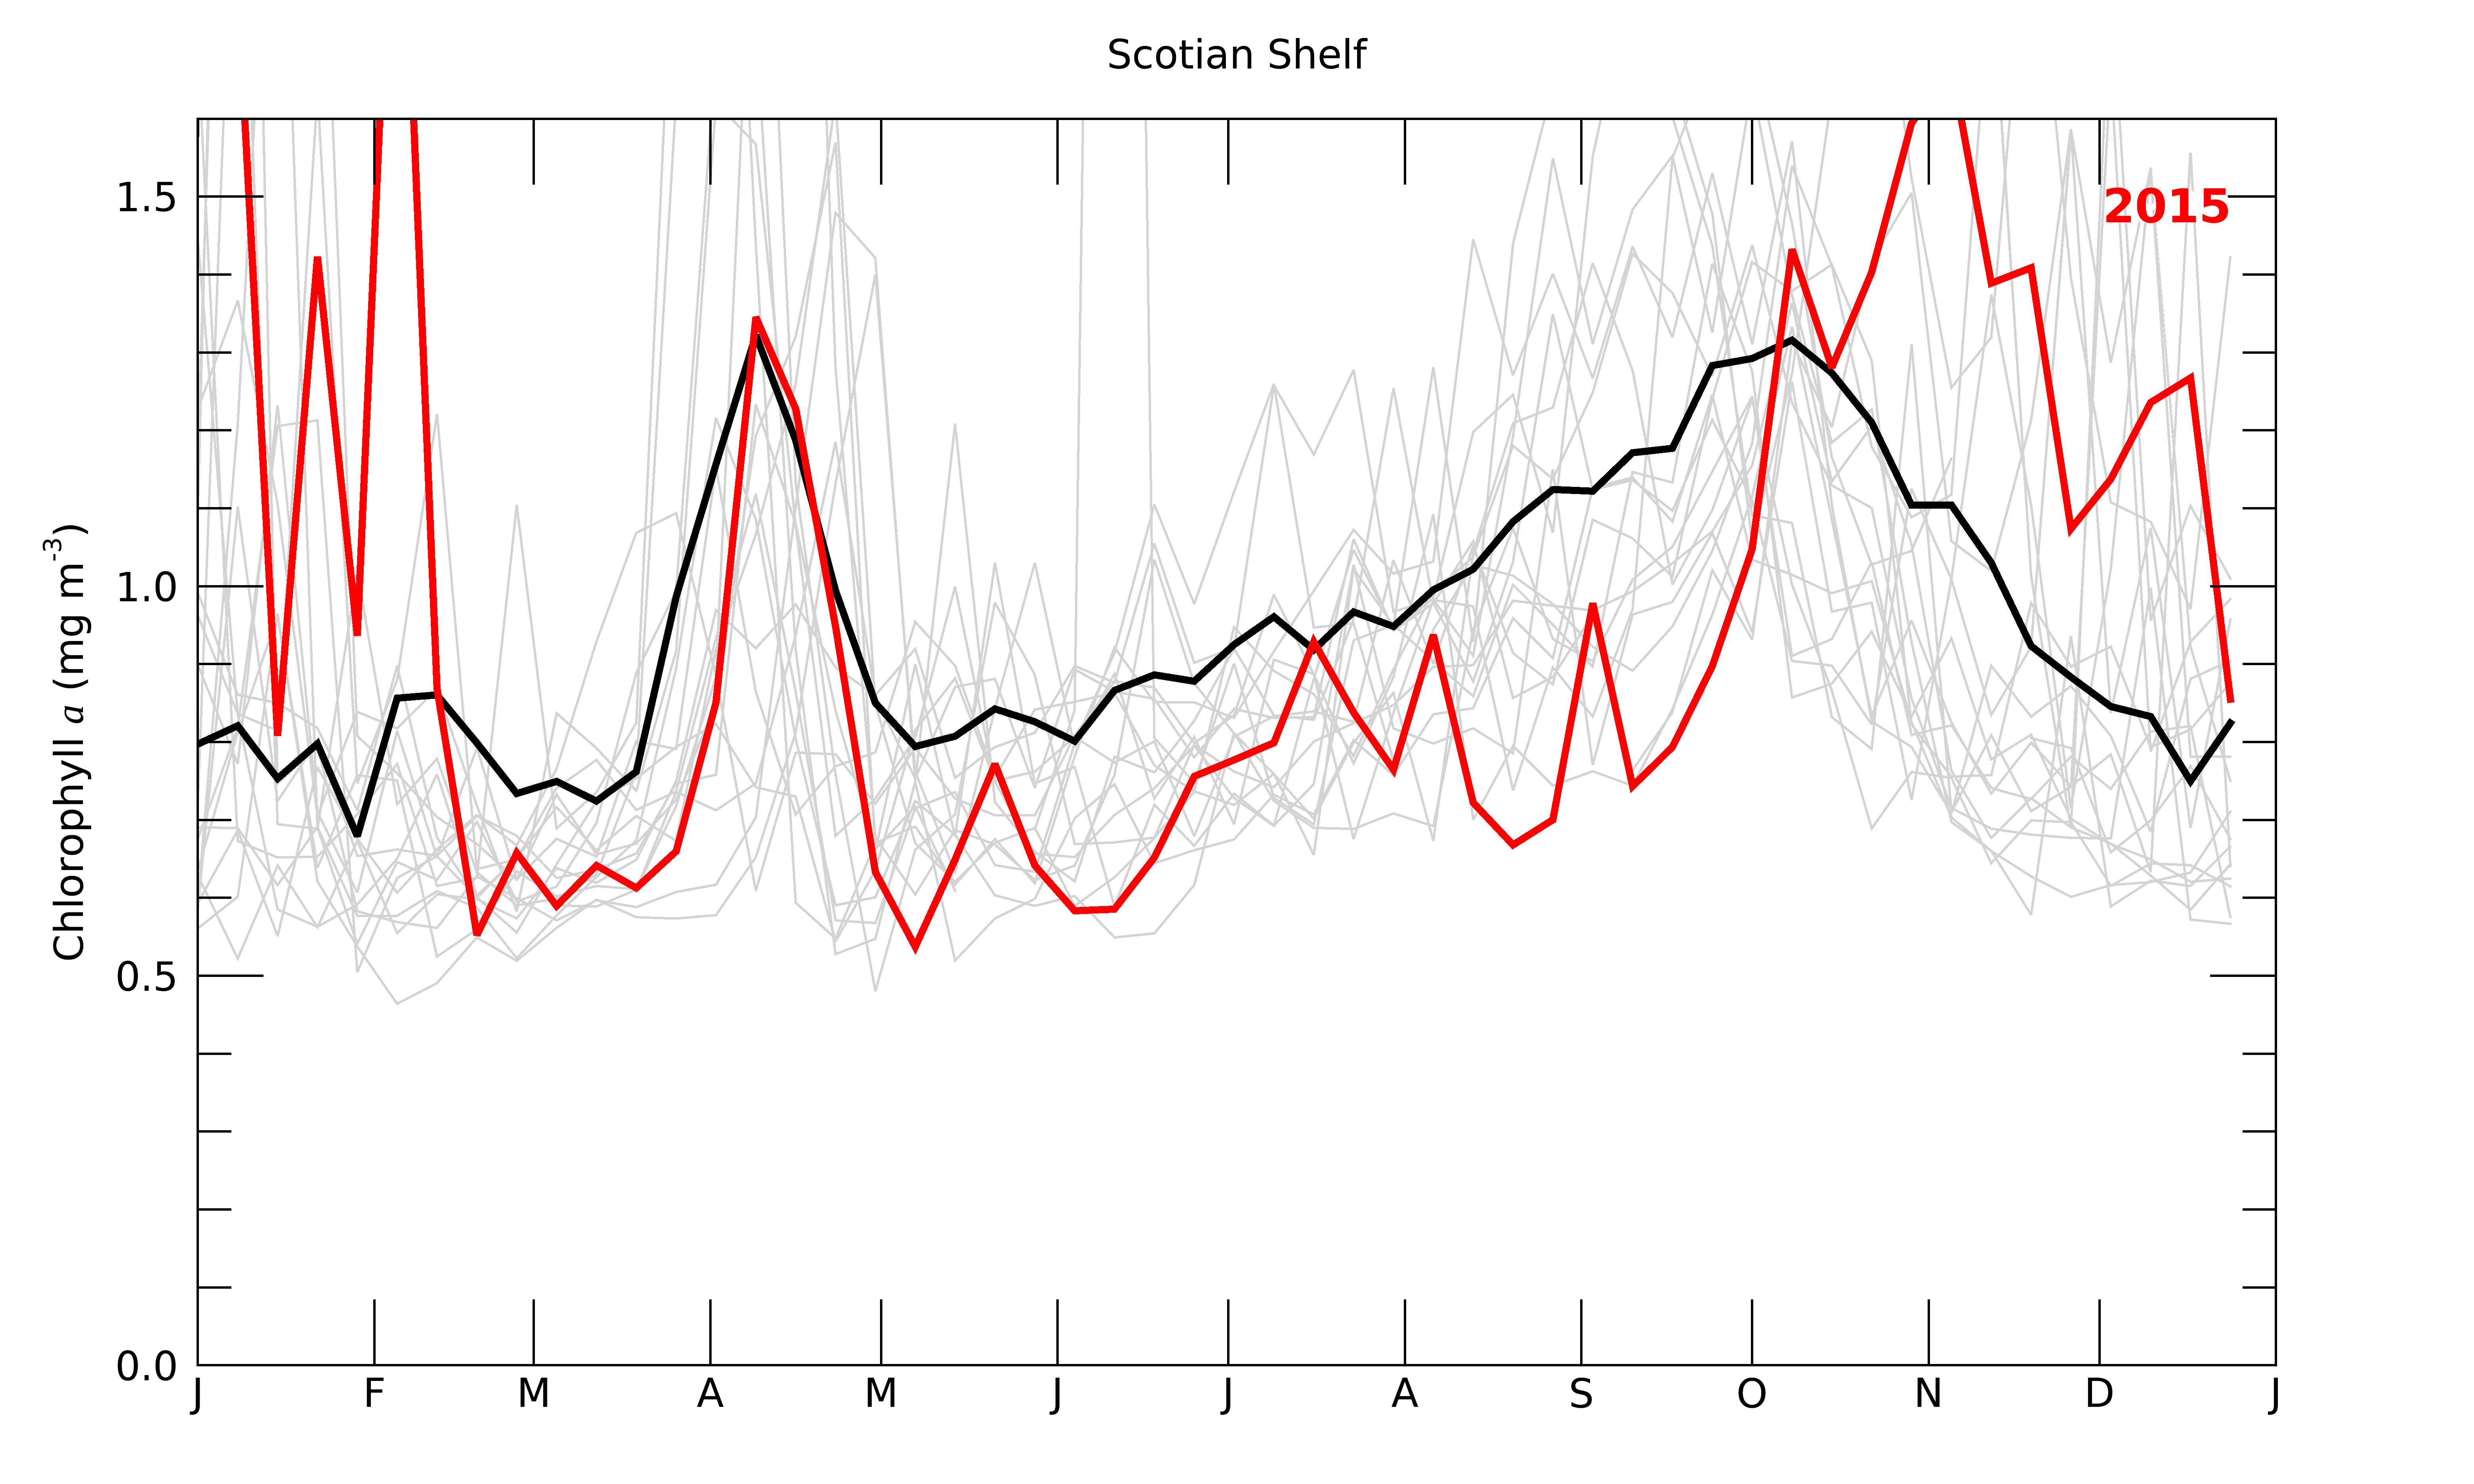 Scotian Shelf
2015
Chlorophyll a (mg m⁻³)
1.5
1.0
0.5
0.0
J F M A M J J A S O N D J